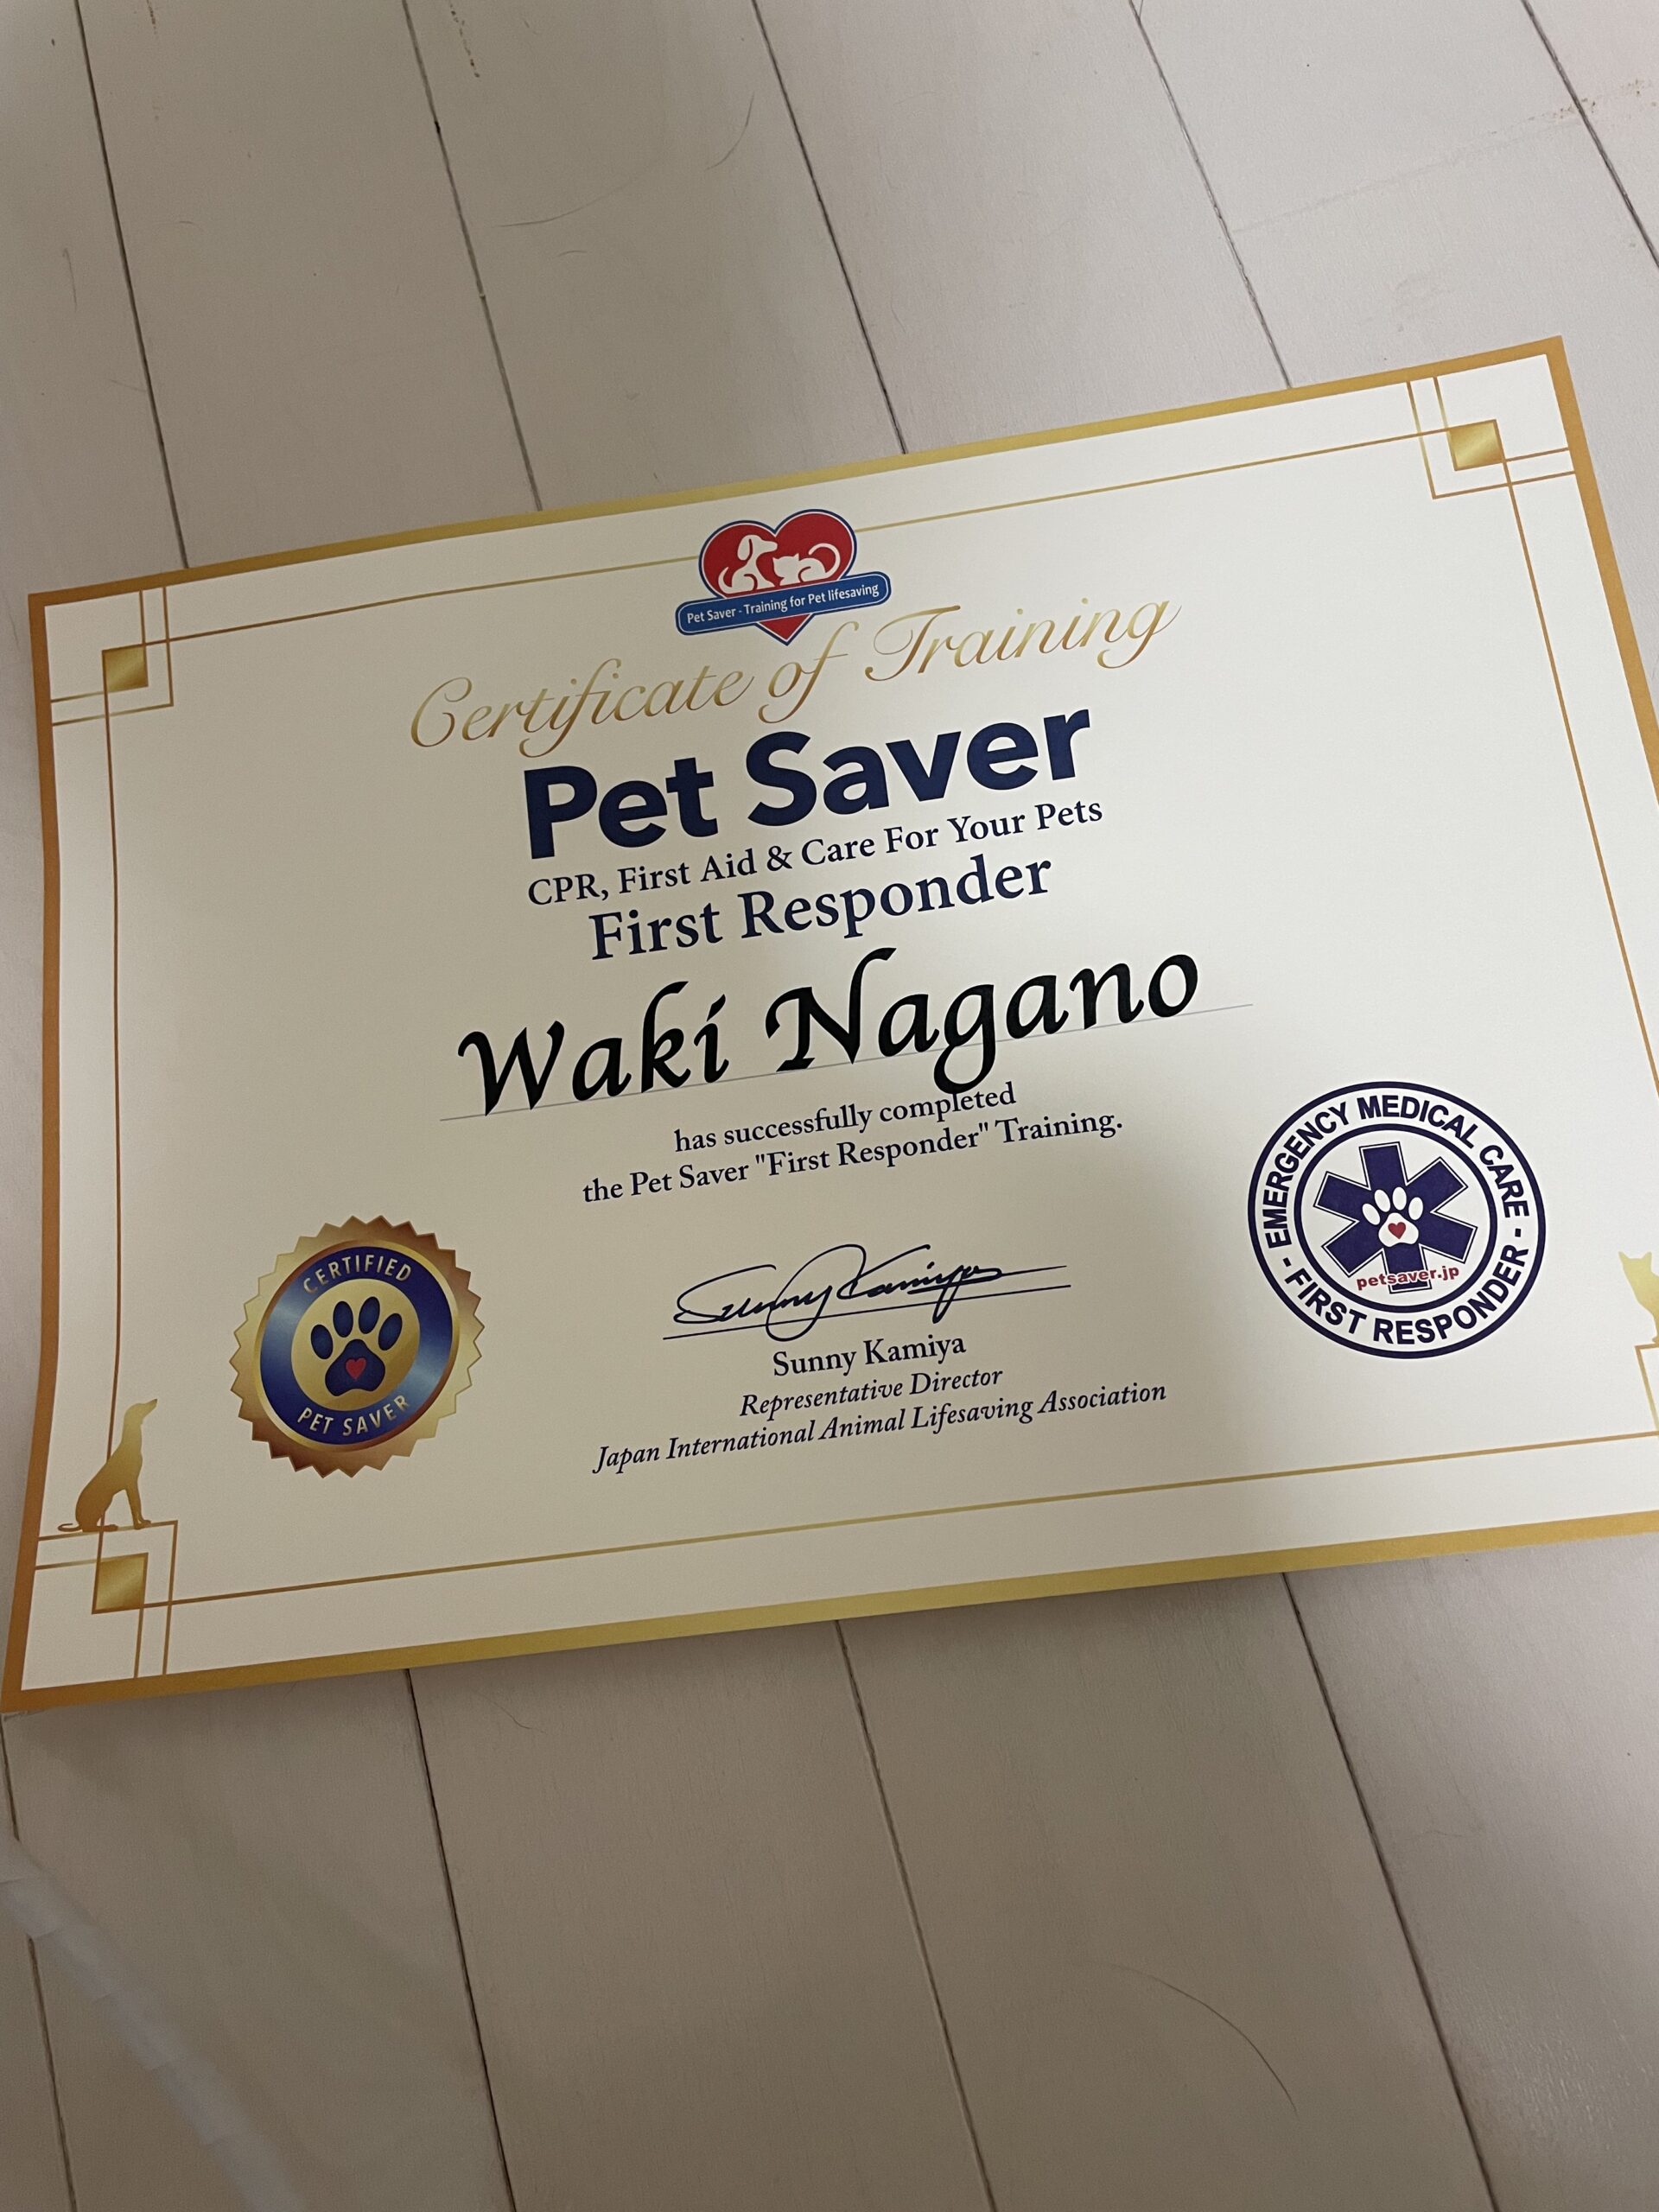 Pet Saver - Training for Pet lifesaving
Certificate of Training
Pet Saver
CPR, First Aid & Care For Your Pets
First Responder
Waki Nagano
has successfully completed
the Pet Saver "First Responder" Training.
CERTIFIED
PET SAVER
Sunny Kamiya
Sunny Kamiya
Representative Director
Japan International Animal Lifesaving Association
EMERGENCY MEDICAL CARE
petsaver.jp
- FIRST RESPONDER -